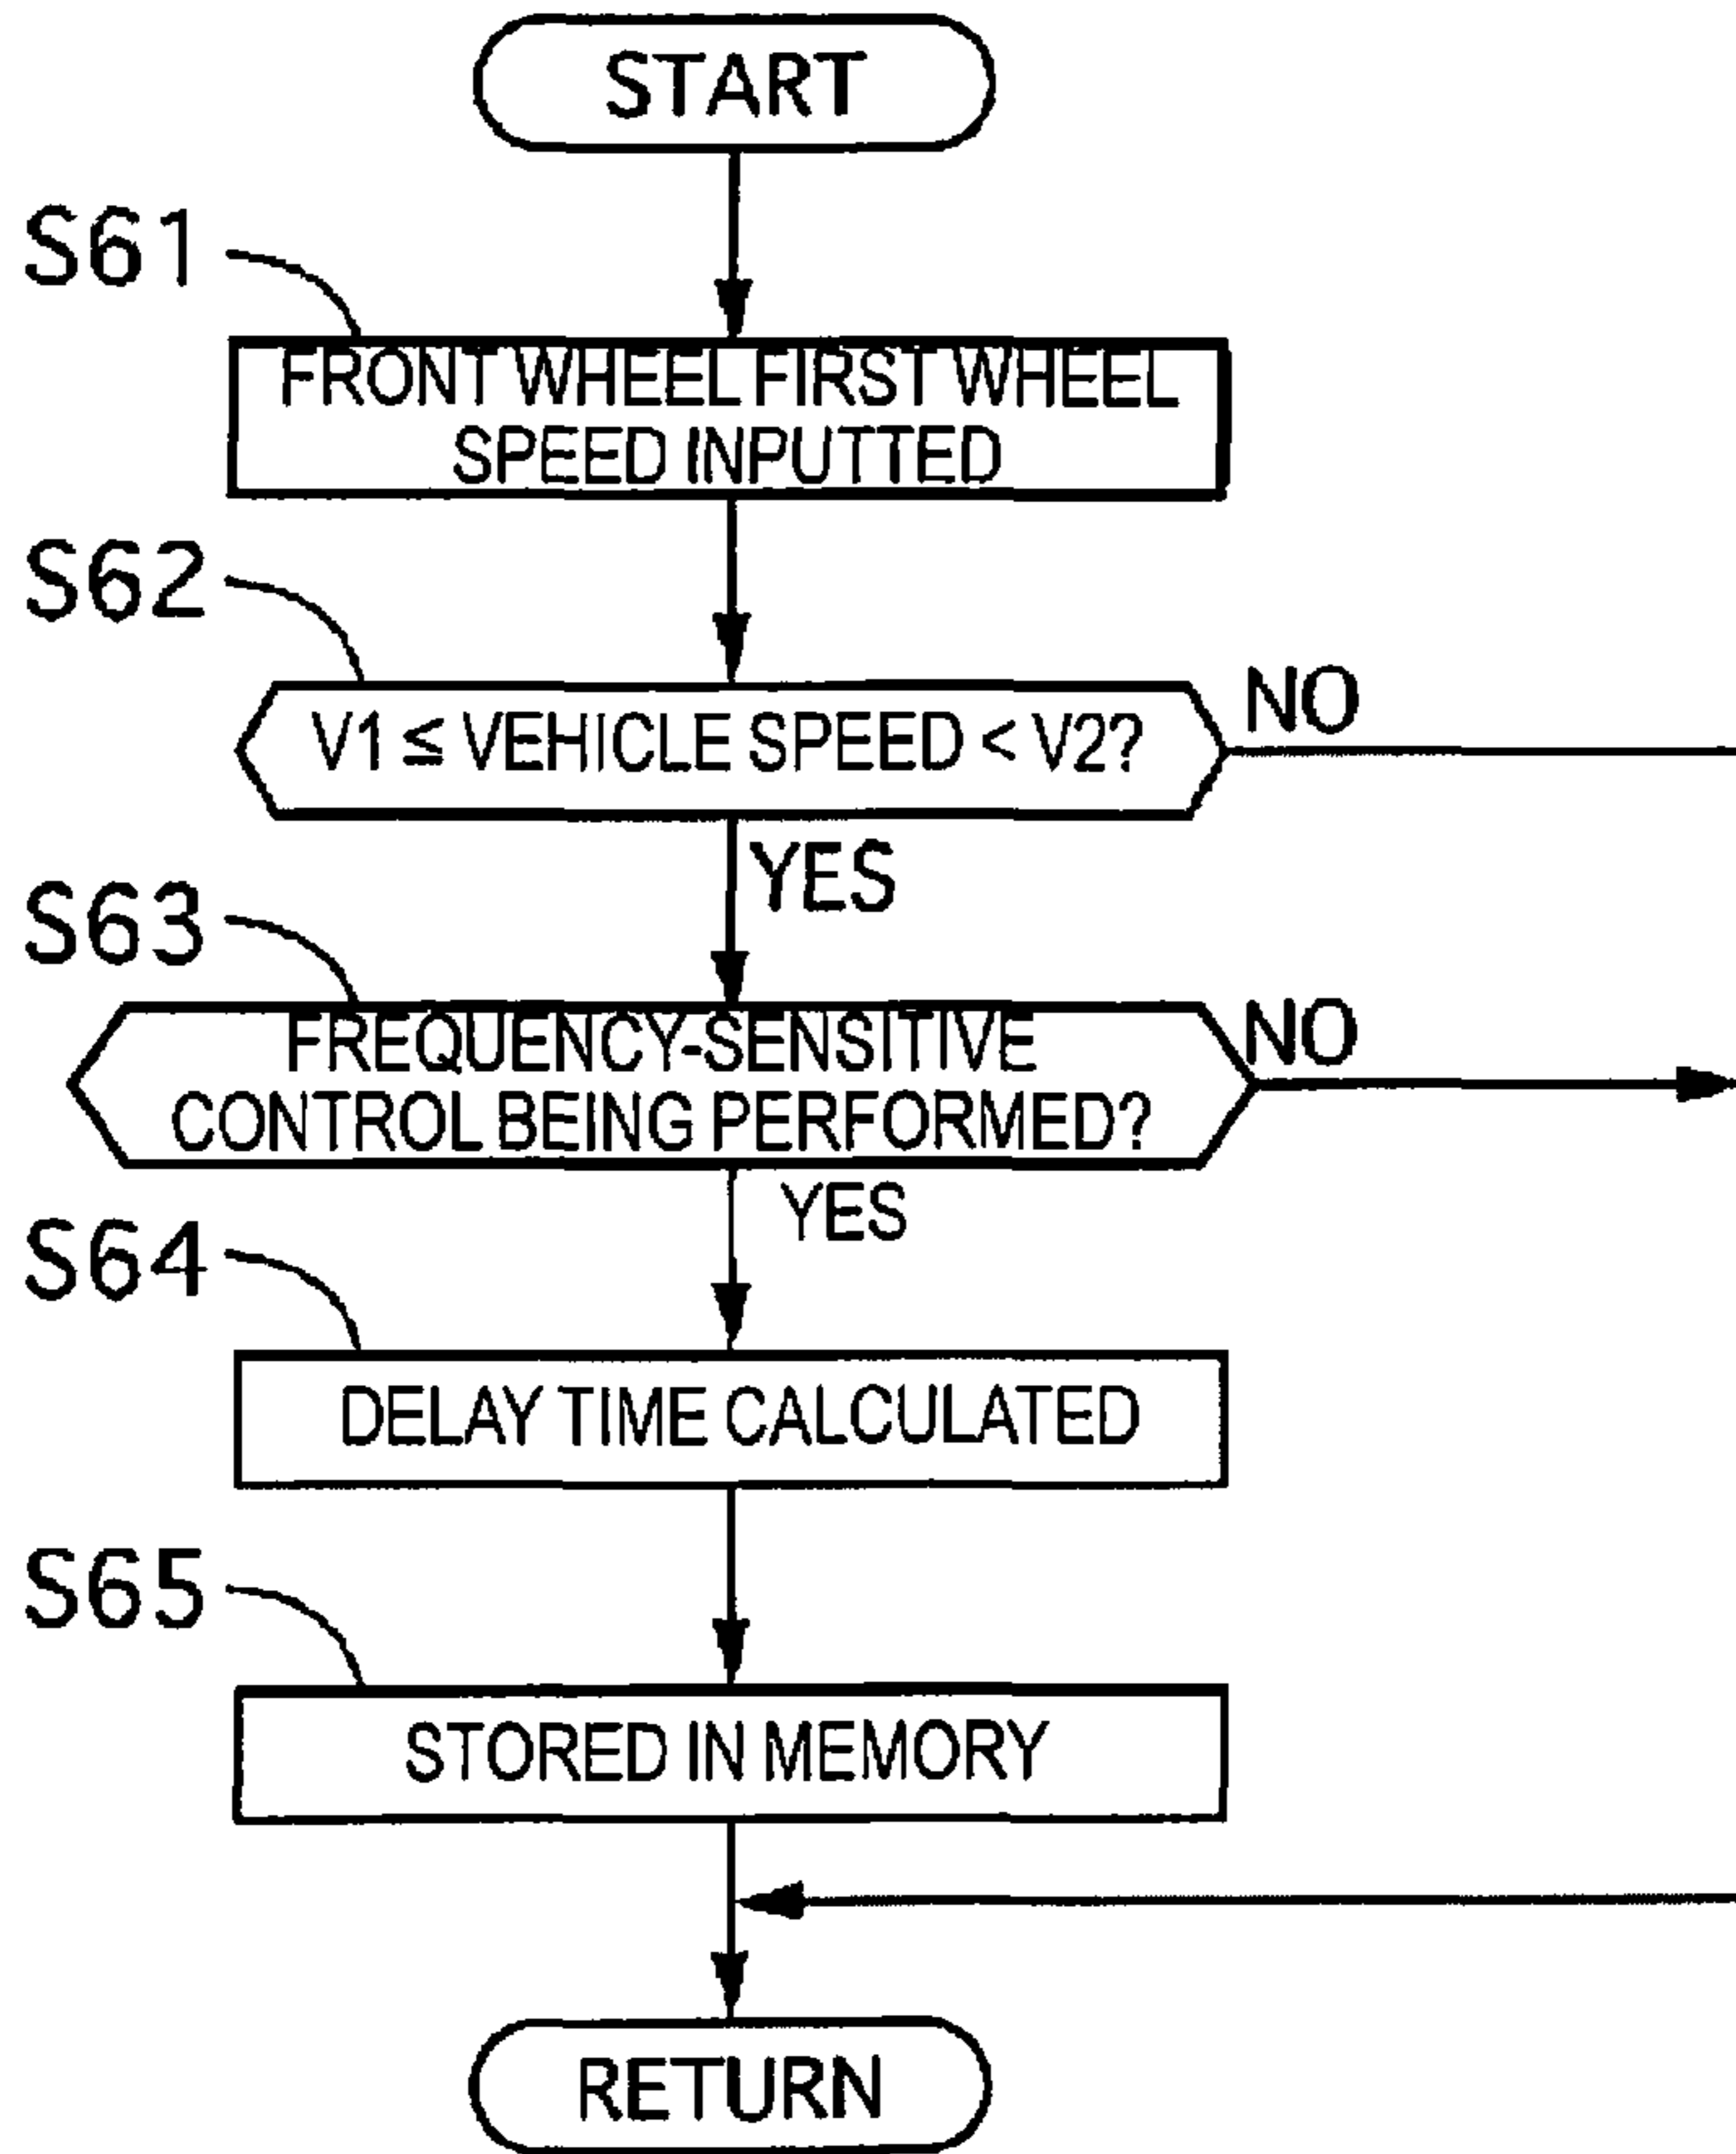 START
S61
FRONT WHEEL FIRST WHEEL
SPEED INPUTTED
S62
V1 ≦ VEHICLE SPEED < V2?
NO
YES
S63
FREQUENCY-SENSITIVE
CONTROL BEING PERFORMED?
NO
YES
S64
DELAY TIME CALCULATED
S65
STORED IN MEMORY
RETURN